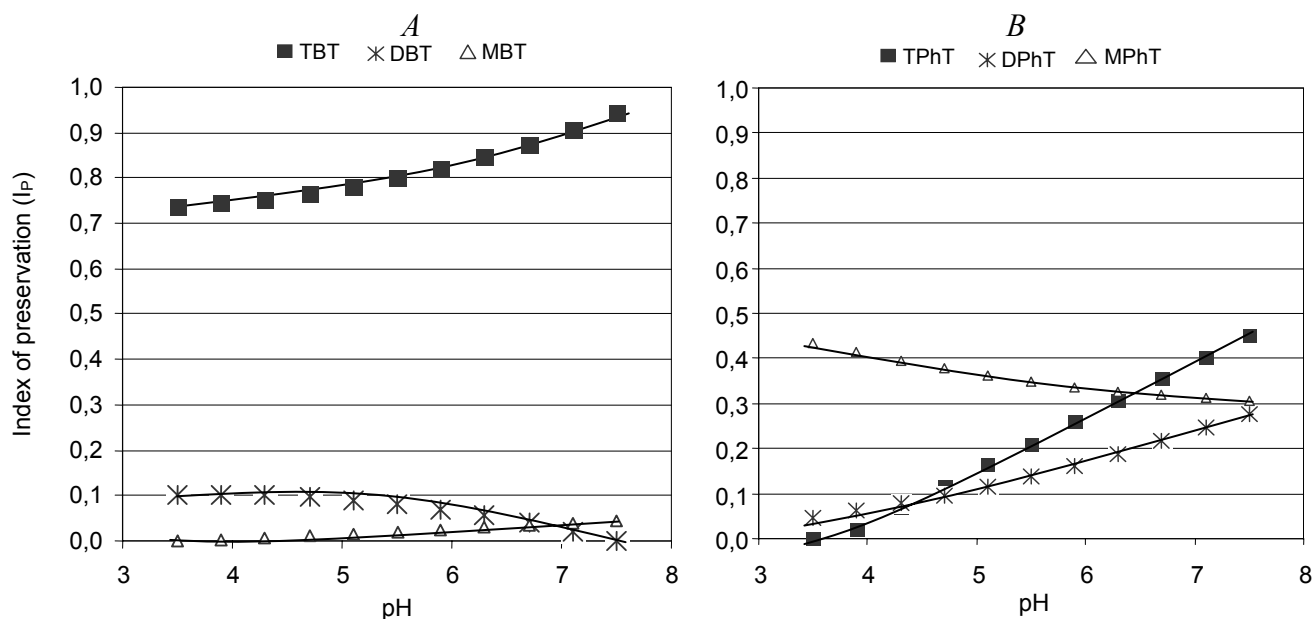 A
TBT DBT MBT
1,0
0,9
0,8
0,7
0,6
0,5
0,4
0,3
0,2
0,1
0,0
3 4 5 6 7 8
pH
Index of preservation (IP)
B
TPhT DPhT MPhT
1,0
0,9
0,8
0,7
0,6
0,5
0,4
0,3
0,2
0,1
0,0
3 4 5 6 7 8
pH